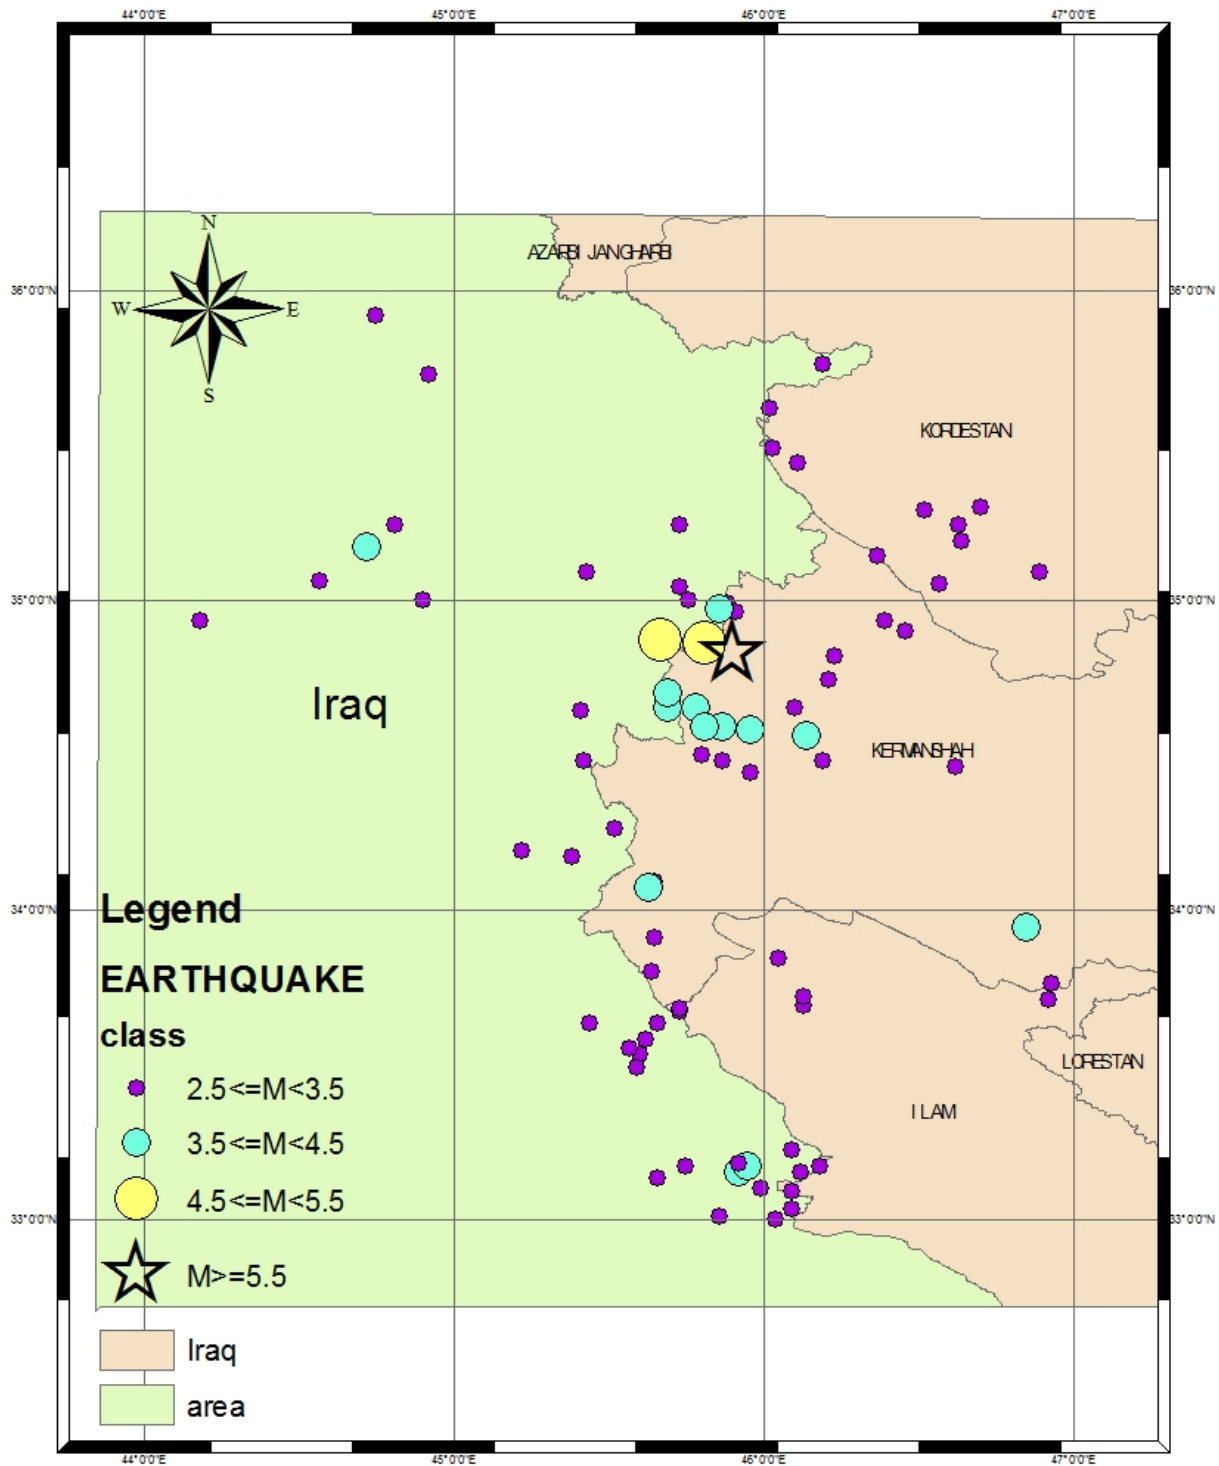 44°0'0"E 45°0'0"E 46°0'0"E 47°0'0"E
N
W E
S
AZARBI JANGHARBI
36°0'0"N 36°0'0"N
KORDESTAN
35°0'0"N 35°0'0"N
Iraq
KERMANSHAH
34°0'0"N 34°0'0"N
LORESTAN
ILAM
33°0'0"N 33°0'0"N
Legend
EARTHQUAKE
class
2.5<=M<3.5
3.5<=M<4.5
4.5<=M<5.5
M>=5.5
Iraq
area
44°0'0"E 45°0'0"E 46°0'0"E 47°0'0"E